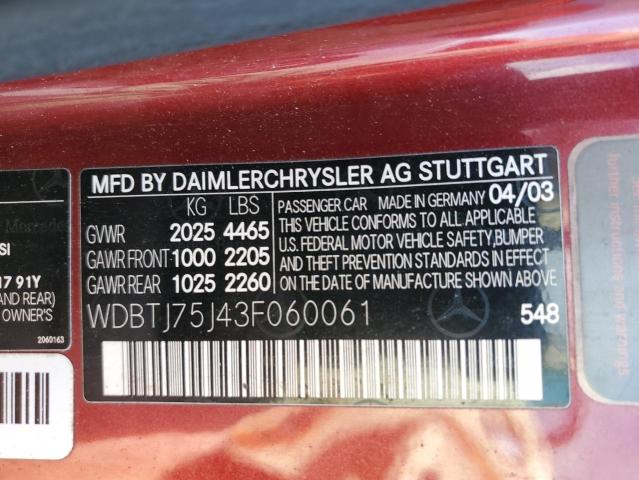 MFD BY DAIMLERCHRYSLER AG STUTTGART
KG LBS
GVWR 2025 4465
GAWR FRONT 1000 2205
GAWR REAR 1025 2260
PASSENGER CAR MADE IN GERMANY 04/03
THIS VEHICLE CONFORMS TO ALL APPLICABLE
U.S. FEDERAL MOTOR VEHICLE SAFETY, BUMPER
AND THEFT PREVENTION STANDARDS IN EFFECT
ON THE DATE OF MANUFACTURE SHOWN ABOVE.
WDBTJ75J43F060061
548
SI
17 91Y
AND REAR)
OWNER'S
2060163